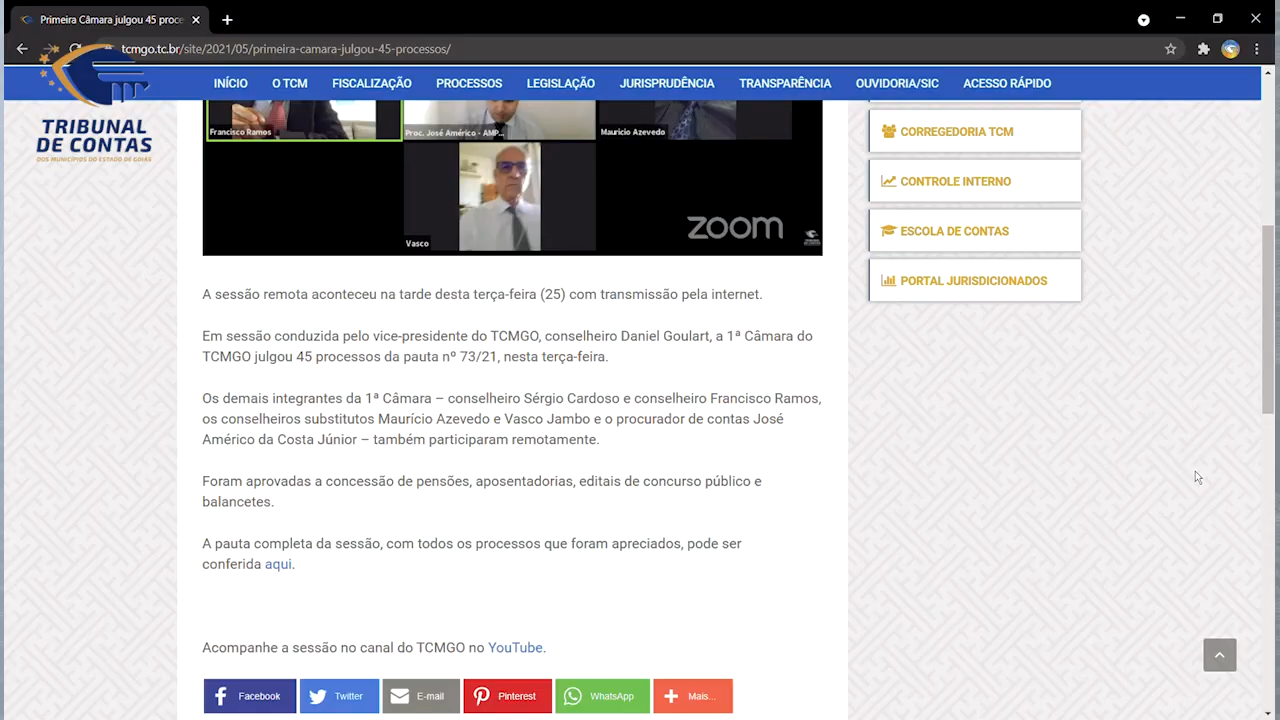 Primeira Câmara julgou 45 proce
tcmgo.tc.br/site/2021/05/primeira-camara-julgou-45-processos/
INÍCIO O TCM FISCALIZAÇÃO PROCESSOS LEGISLAÇÃO JURISPRUDÊNCIA TRANSPARÊNCIA OUVIDORIA/SIC ACESSO RÁPIDO
TRIBUNAL
DE CONTAS
DOS MUNICÍPIOS DO ESTADO DE GOIÁS
Francisco Ramos
Proc. José Américo - AMP...
Maurício Azevedo
Vasco
zoom
CORREGEDORIA TCM
CONTROLE INTERNO
ESCOLA DE CONTAS
PORTAL JURISDICIONADOS
A sessão remota aconteceu na tarde desta terça-feira (25) com transmissão pela internet.
Em sessão conduzida pelo vice-presidente do TCMGO, conselheiro Daniel Goulart, a 1ª Câmara do
TCMGO julgou 45 processos da pauta nº 73/21, nesta terça-feira.
Os demais integrantes da 1ª Câmara – conselheiro Sérgio Cardoso e conselheiro Francisco Ramos,
os conselheiros substitutos Maurício Azevedo e Vasco Jambo e o procurador de contas José
Américo da Costa Júnior – também participaram remotamente.
Foram aprovadas a concessão de pensões, aposentadorias, editais de concurso público e
balancetes.
A pauta completa da sessão, com todos os processos que foram apreciados, pode ser
conferida aqui.
Acompanhe a sessão no canal do TCMGO no YouTube.
Facebook Twitter E-mail Pinterest WhatsApp Mais...